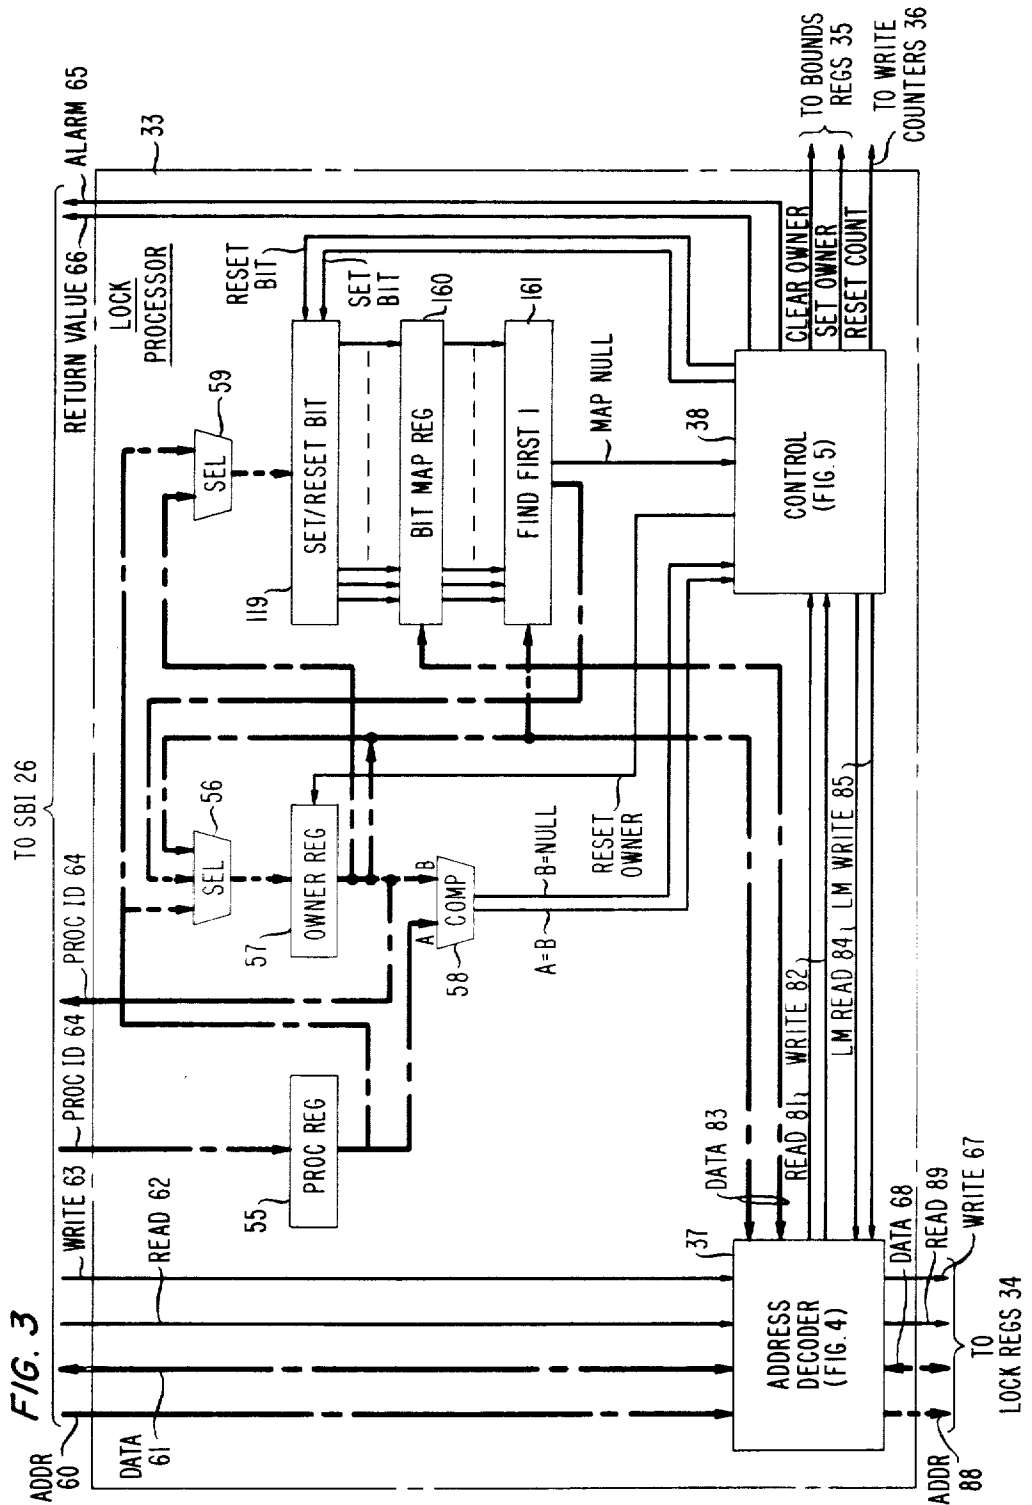 FIG. 3
TO SBI 26
ADDR
60
DATA
61
READ 62
WRITE 63
PROC ID 64
PROC ID 64
RETURN VALUE 66
ALARM 65
LOCK
PROCESSOR
33
55
PROC REG
SEL
56
57
OWNER REG
A
B
COMP
58
A=B
B=NULL
RESET
OWNER
SEL
59
RESET
BIT
SET
BIT
119
SET/RESET BIT
BIT MAP REG
160
FIND FIRST 1
161
MAP NULL
38
CONTROL
(FIG. 5)
CLEAR OWNER
SET OWNER
RESET COUNT
TO BOUNDS
REGS 35
TO WRITE
COUNTERS 36
37
ADDRESS
DECODER
(FIG. 4)
DATA 83
READ 81
WRITE 82
LM READ 84
LM WRITE 85
ADDR
88
DATA 68
READ 89
WRITE 67
TO
LOCK REGS 34